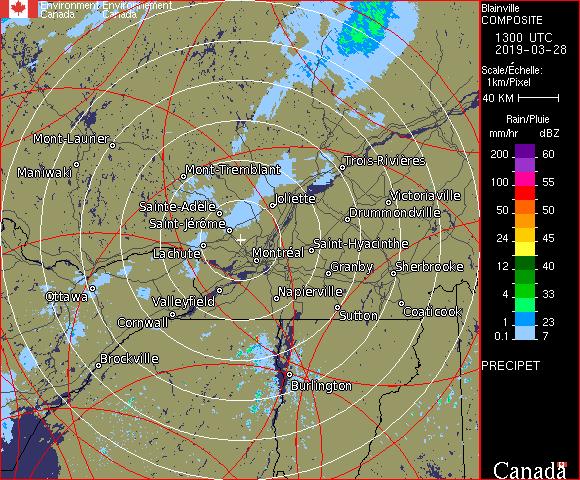 Environment Environnement
Canada Canada
Blainville
COMPOSITE
1300 UTC
2019-03-28
Scale/Échelle:
1km/Pixel
40 KM
Rain/Pluie
mm/hr dBZ
200 60
100 55
50 50
24 45
12 40
4 33
1 23
0.1 7
PRECIPET
Mont-Laurier
Maniwaki
Mont-Tremblant
Trois-Rivières
Sainte-Adèle
Joliette
Victoriaville
Drummondville
Saint-Jérôme
Lachute
Montréal
Saint-Hyacinthe
Granby
Sherbrooke
Ottawa
Valleyfield
Napierville
Cornwall
Sutton
Coaticook
Brockville
Burlington
Canada